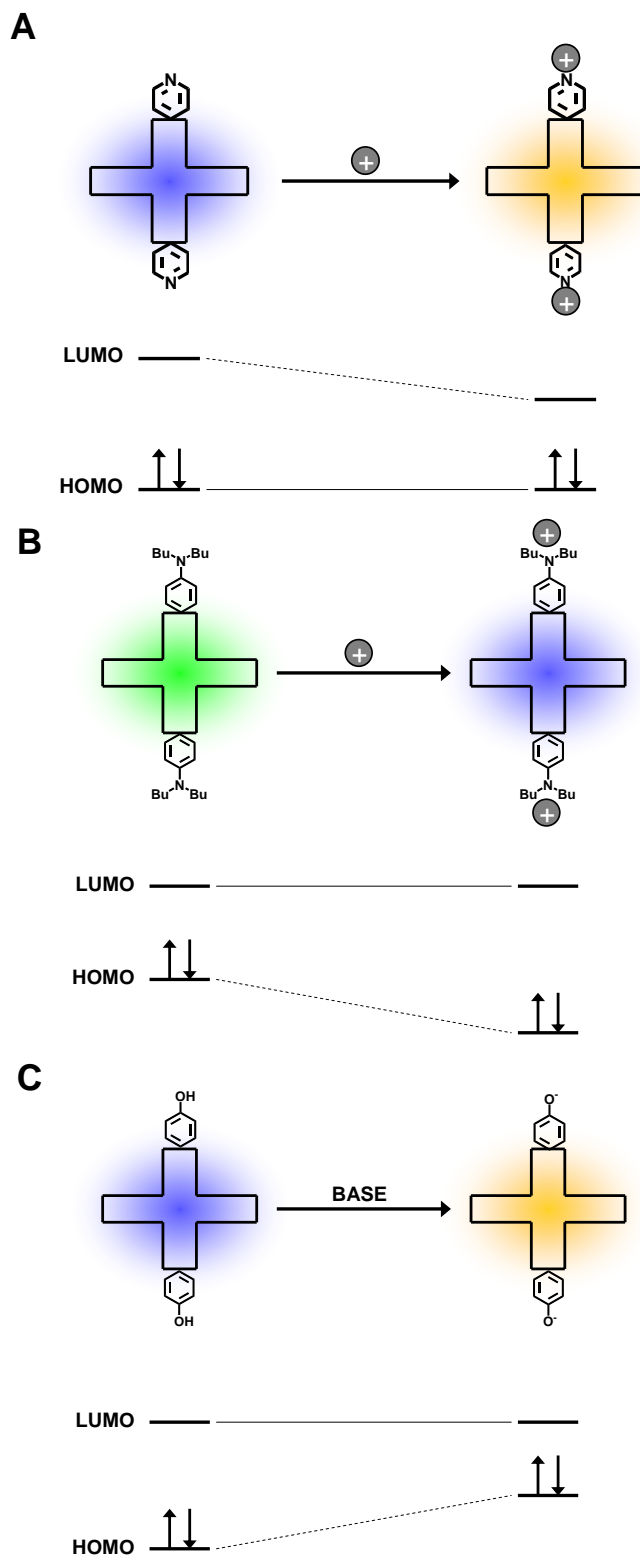 A
+
N N
+
N N
+
LUMO
HOMO
B
+
Bu Bu Bu Bu
N N
+
N N
Bu Bu Bu Bu
+
LUMO
HOMO
C
OH O-
BASE
OH O-
LUMO
HOMO